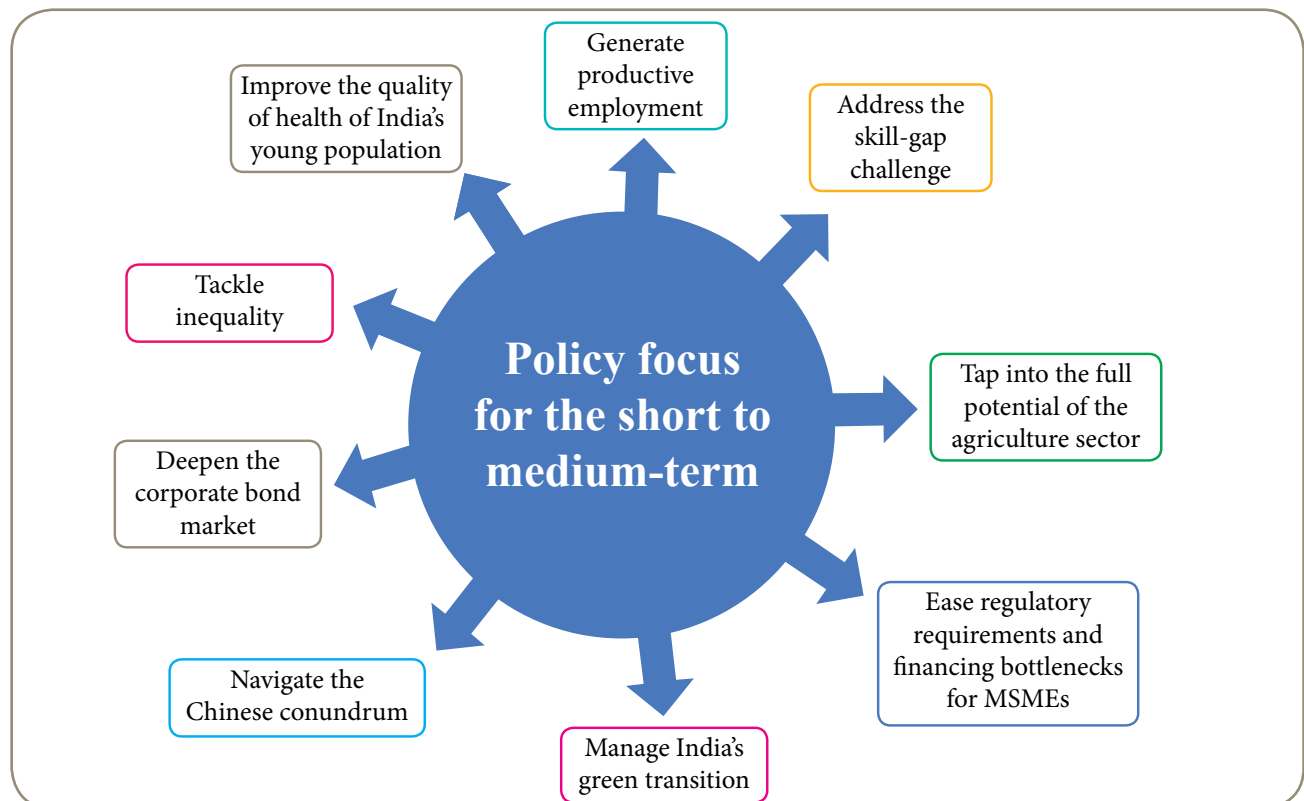 Generate
productive
employment
Address the
skill-gap
challenge
Tap into the full
potential of the
agriculture sector
Ease regulatory
requirements and
financing bottlenecks
for MSMEs
Manage India’s
green transition
Navigate the
Chinese conundrum
Deepen the
corporate bond
market
Tackle
inequality
Improve the quality
of health of India’s
young population
Policy focus
for the short to
medium-term